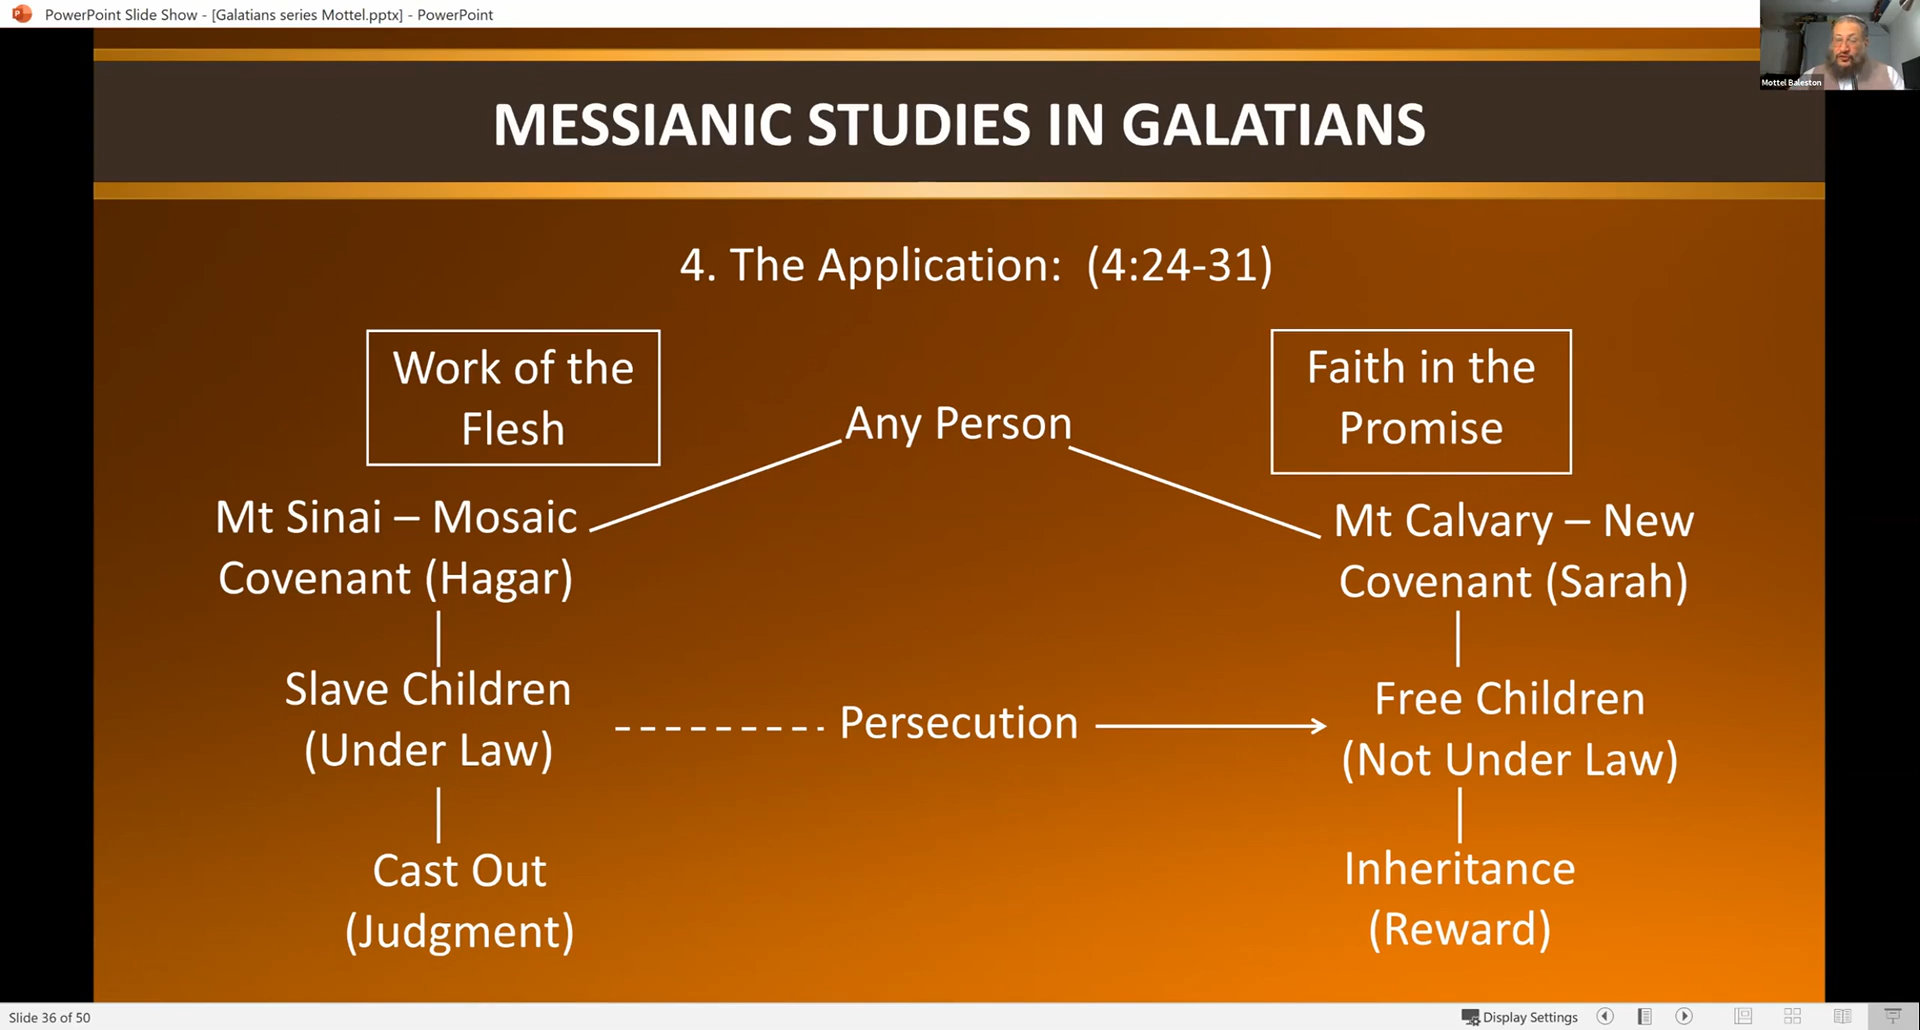 PowerPoint Slide Show - [Galatians series Mottel.pptx] - PowerPoint
Mottel Baleston
MESSIANIC STUDIES IN GALATIANS
4. The Application: (4:24-31)
Work of the
Flesh
Any Person
Faith in the
Promise
Mt Sinai – Mosaic
Covenant (Hagar)
Mt Calvary – New
Covenant (Sarah)
Slave Children
(Under Law)
Persecution
Free Children
(Not Under Law)
Cast Out
(Judgment)
Inheritance
(Reward)
Slide 36 of 50
Display Settings